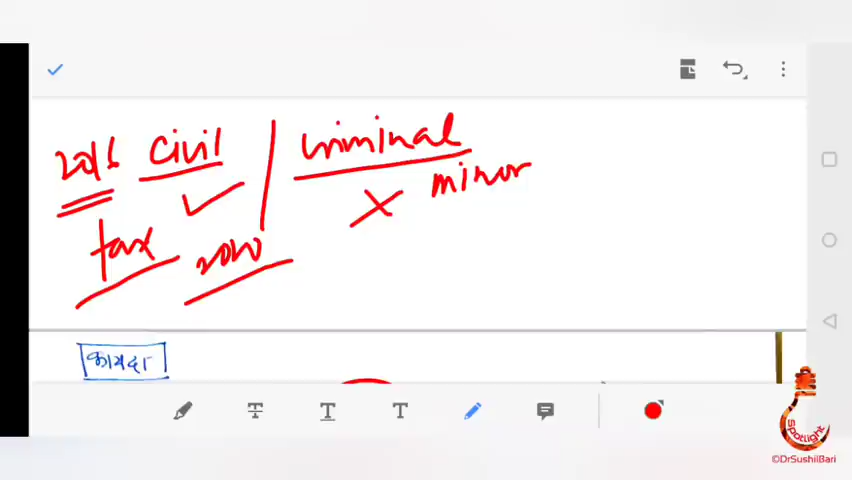 2016 civil / criminal
✓ × minor
tax 2020
कायदा
T T T
Spotlight
©DrSushilBari